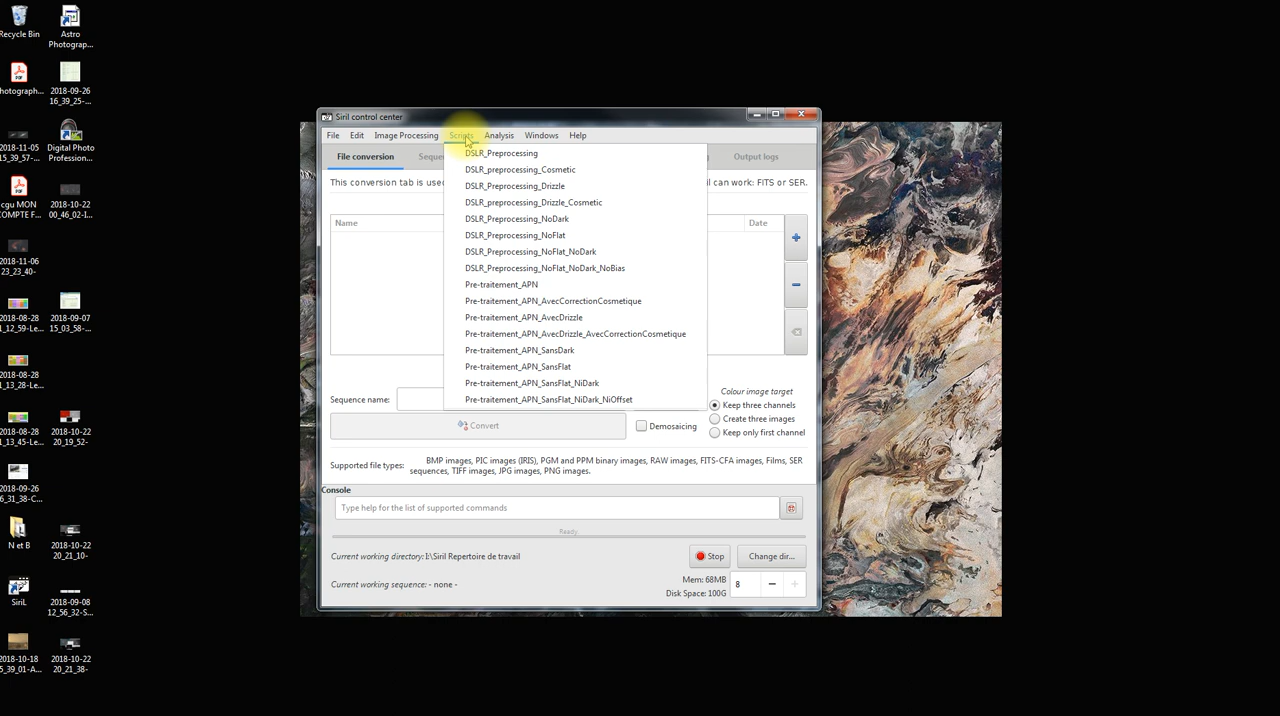 Recycle Bin
Astro
Photograp...
hotograph...
2018-09-26
16_39_25-...
2018-11-05
15_39_57-...
Digital Photo
Profession...
cgu MON
COMPTE F...
2018-10-22
00_46_02-I...
2018-11-06
23_23_40-
2018-08-28
1_12_59-Le...
2018-09-07
15_03_58-...
2018-08-28
1_13_28-Le...
2018-08-28
1_13_45-Le...
2018-10-22
20_19_52-
2018-09-26
6_31_38-C...
N et B
2018-10-22
20_21_10-
SiriL
2018-09-08
12_56_32-S...
2018-10-18
5_39_01-A...
2018-10-22
20_21_38-
Siril control center
File Edit Image Processing Scripts Analysis Windows Help
File conversion Sequen Output logs
This conversion tab is used il can work: FITS or SER.
Name Date
DSLR_Preprocessing
DSLR_preprocessing_Cosmetic
DSLR_Preprocessing_Drizzle
DSLR_preprocessing_Drizzle_Cosmetic
DSLR_Preprocessing_NoDark
DSLR_Preprocessing_NoFlat
DSLR_Preprocessing_NoFlat_NoDark
DSLR_Preprocessing_NoFlat_NoDark_NoBias
Pre-traitement_APN
Pre-traitement_APN_AvecCorrectionCosmetique
Pre-traitement_APN_AvecDrizzle
Pre-traitement_APN_AvecDrizzle_AvecCorrectionCosmetique
Pre-traitement_APN_SansDark
Pre-traitement_APN_SansFlat
Pre-traitement_APN_SansFlat_NiDark
Pre-traitement_APN_SansFlat_NiDark_NiOffset
Sequence name:
Colour image target
Keep three channels
Create three images
Keep only first channel
Convert
Demosaicing
Supported file types: BMP images, PIC images (IRIS), PGM and PPM binary images, RAW images, FITS-CFA images, Films, SER
sequences, TIFF images, JPG images, PNG images.
Console
Type help for the list of supported commands
Ready.
Current working directory: I:\Siril Repertoire de travail
Stop
Change dir...
Current working sequence: - none -
Mem: 68MB
Disk Space: 100G
8